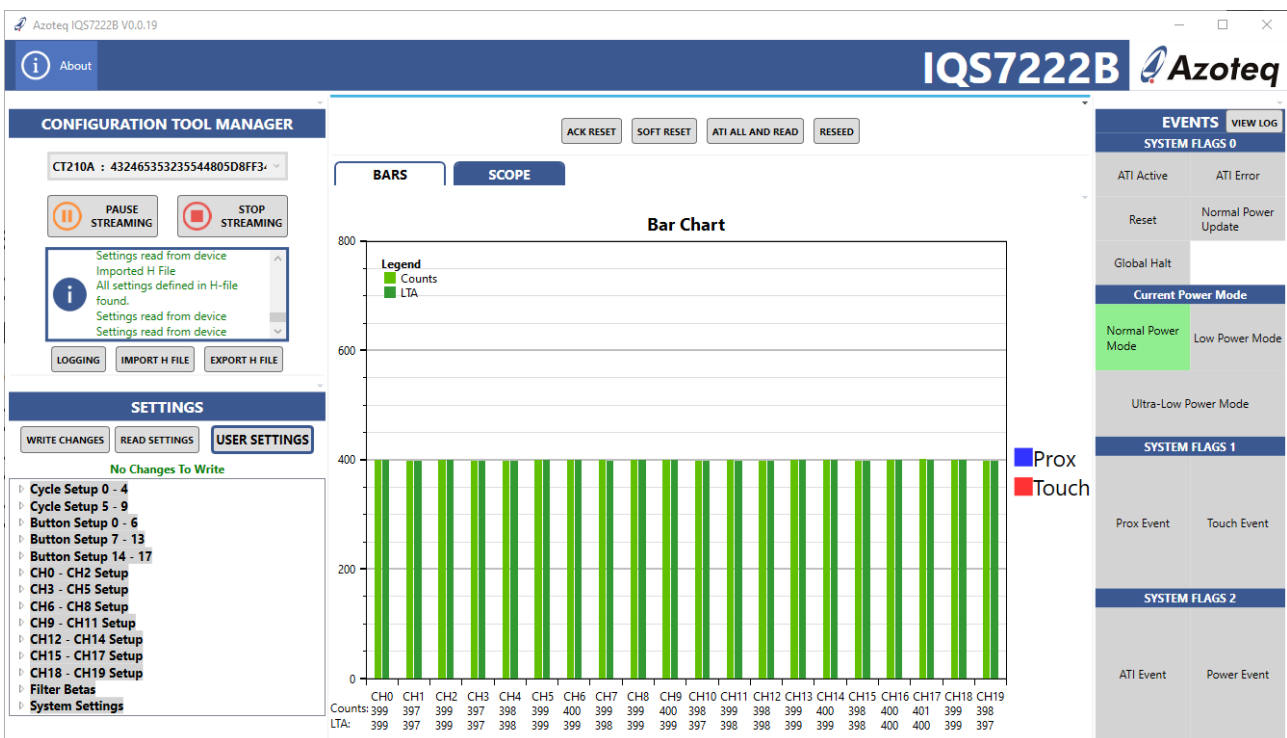 Azoteq IQS7222B V0.0.19
About
IQS7222B
Azoteq
CONFIGURATION TOOL MANAGER
CT210A : 432465353235544805D8FF34
PAUSE
STREAMING
STOP
STREAMING
Settings read from device
Imported H File
All settings defined in H-file
found.
Settings read from device
Settings read from device
LOGGING IMPORT H FILE EXPORT H FILE
SETTINGS
WRITE CHANGES READ SETTINGS USER SETTINGS
No Changes To Write
Cycle Setup 0 - 4
Cycle Setup 5 - 9
Button Setup 0 - 6
Button Setup 7 - 13
Button Setup 14 - 17
CH0 - CH2 Setup
CH3 - CH5 Setup
CH6 - CH8 Setup
CH9 - CH11 Setup
CH12 - CH14 Setup
CH15 - CH17 Setup
CH18 - CH19 Setup
Filter Betas
System Settings
ACK RESET SOFT RESET ATI ALL AND READ RESEED
BARS SCOPE
Bar Chart
Legend
Counts
LTA
800
600
400
200
0
CH0 CH1 CH2 CH3 CH4 CH5 CH6 CH7 CH8 CH9 CH10 CH11 CH12 CH13 CH14 CH15 CH16 CH17 CH18 CH19
Counts: 399 397 399 397 398 399 400 399 399 400 398 399 398 399 400 398 400 401 399 398
LTA: 399 397 399 397 398 399 399 398 399 399 397 398 398 399 399 398 400 400 399 397
Prox
Touch
EVENTS VIEW LOG
SYSTEM FLAGS 0
ATI Active ATI Error
Reset Normal Power
Update
Global Halt
Current Power Mode
Normal Power
Mode
Low Power Mode
Ultra-Low Power Mode
SYSTEM FLAGS 1
Prox Event Touch Event
SYSTEM FLAGS 2
ATI Event Power Event